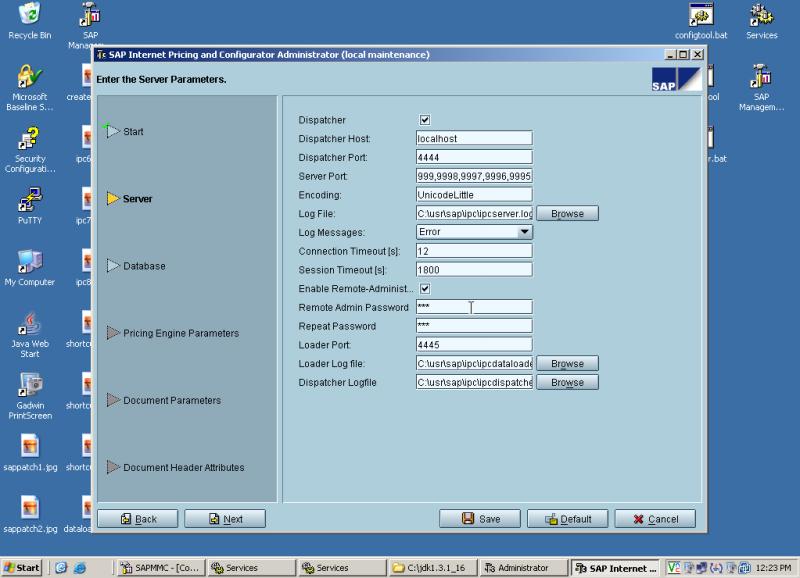 Recycle Bin
SAP
Managem
configtool.bat
Services
SAP Internet Pricing and Configurator Administrator (local maintenance)
Enter the Server Parameters.
SAP
Microsoft
Baseline S...
create
ool
SAP
Managem...
Security
Configurati...
ipc6
r.bat
PuTTY
ipc7
My Computer
ipc8
Java Web
Start
shortc
Gadwin
PrintScreen
shortc
sappatch1.jpg
shortc
sappatch2.jpg
datalo
Start
Server
Database
Pricing Engine Parameters
Document Parameters
Document Header Attributes
Dispatcher
Dispatcher Host: localhost
Dispatcher Port: 4444
Server Port: 999,9998,9997,9996,9995
Encoding: UnicodeLittle
Log File: C:\usr\sap\ipc\ipcserver.log Browse
Log Messages: Error
Connection Timeout [s]: 12
Session Timeout [s]: 1800
Enable Remote-Administ...
Remote Admin Password ***
Repeat Password ***
Loader Port: 4445
Loader Log file: C:\usr\sap\ipc\ipcdataloade Browse
Dispatcher Logfile C:\usr\sap\ipc\ipcdispatche Browse
Back Next Save Default Cancel
Start
SAPMMC - [Co...
Services
Services
C:\jdk1.3.1_16
Administrator
SAP Internet ...
12:23 PM